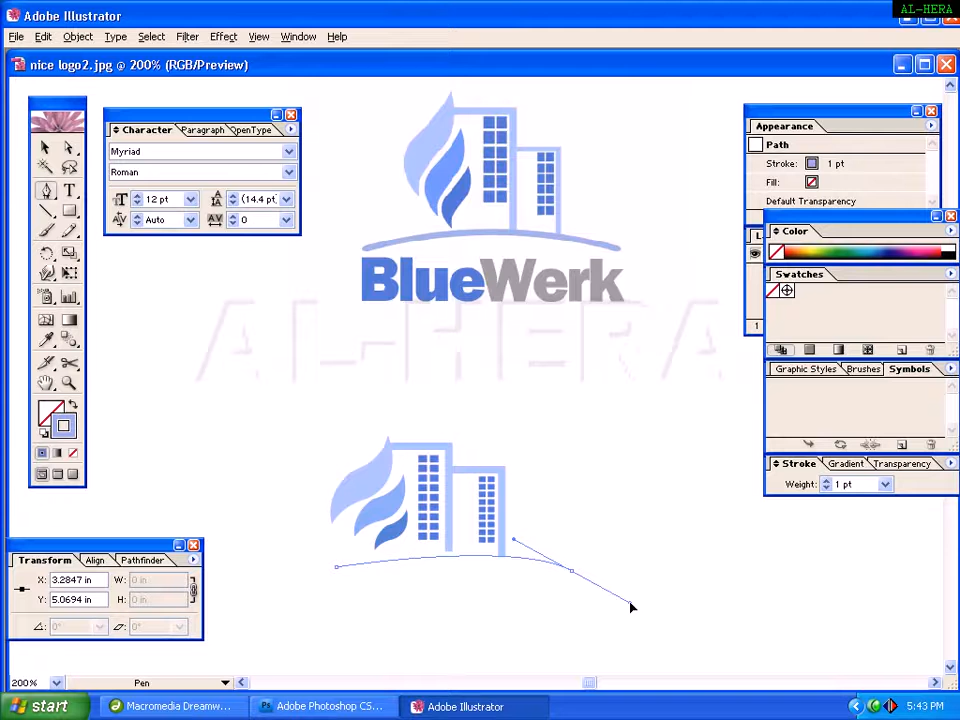 AL-HERA
Adobe Illustrator
File Edit Object Type Select Filter Effect View Window Help
nice logo2.jpg @ 200% (RGB/Preview)
Character Paragraph OpenType
Myriad
Roman
12 pt (14.4 pt)
Auto 0
Appearance
Path
Stroke: 1 pt
Fill:
Default Transparency
Color
Swatches
1
Graphic Styles Brushes Symbols
Stroke Gradient Transparency
Weight: 1 pt
BlueWerk
AL-HERA
Transform Align Pathfinder
X: 3.2847 in W: 0 in
Y: 5.0694 in H: 0 in
0° 0°
200% Pen
start Macromedia Dreamw... Adobe Photoshop CS... Adobe Illustrator 5:43 PM